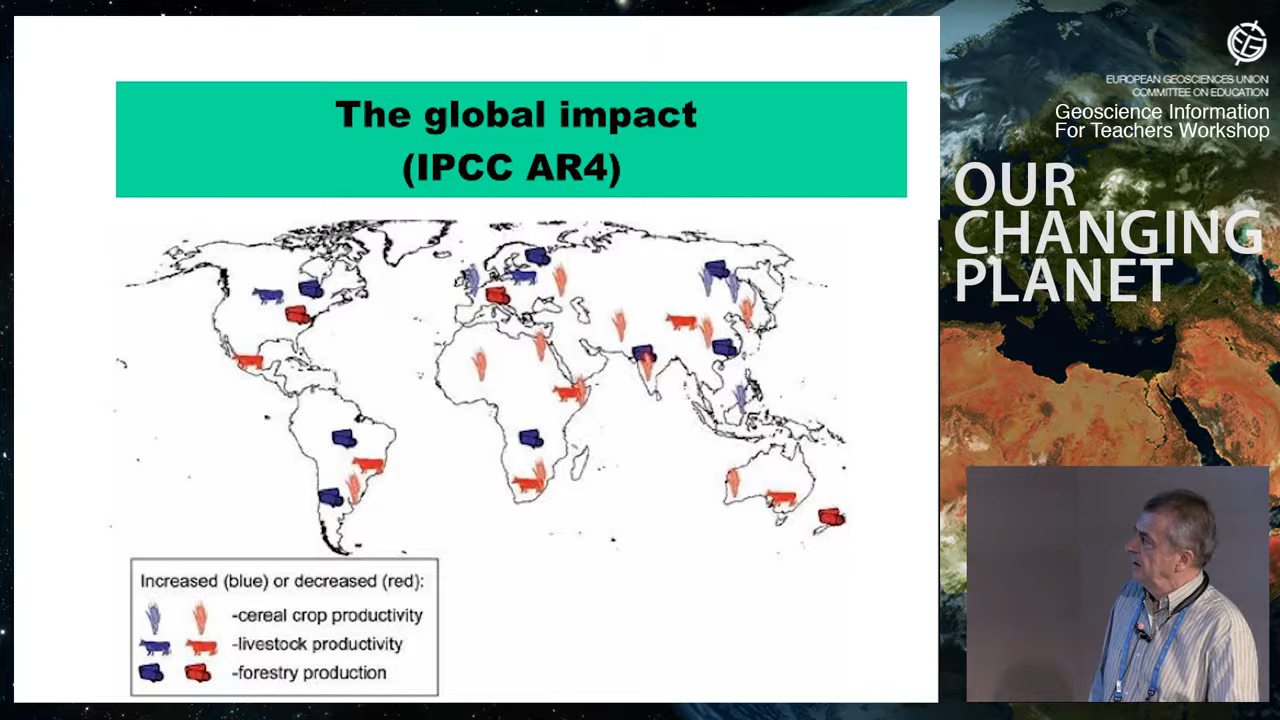 The global impact
(IPCC AR4)
Increased (blue) or decreased (red):
-cereal crop productivity
-livestock productivity
-forestry production
EUROPEAN GEOSCIENCES UNION
COMMITTEE ON EDUCATION
Geoscience Information
For Teachers Workshop
OUR
CHANGING
PLANET